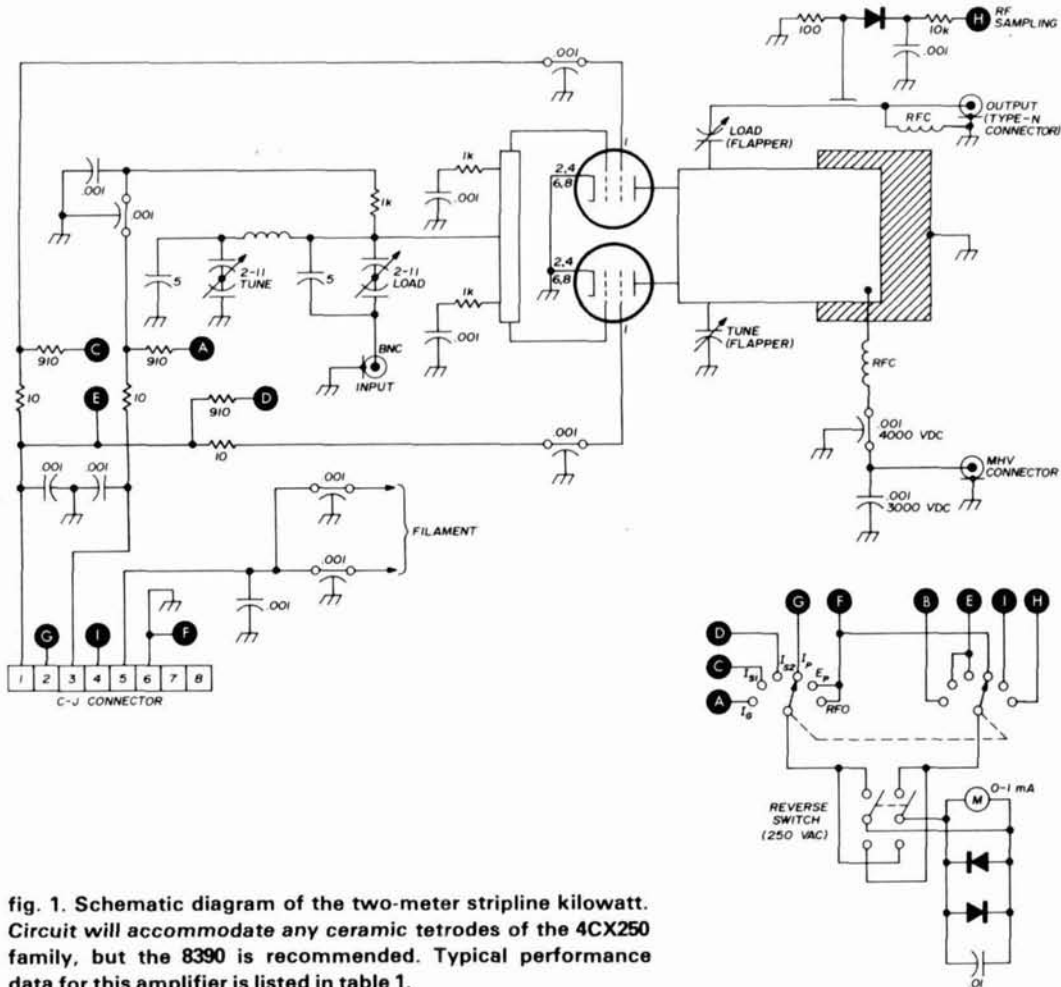 100
10k
H
RF
SAMPLING
.001
.001
OUTPUT
(TYPE-N
CONNECTOR)
RFC
LOAD
(FLAPPER)
1
1k
.001
.001
.001
1k
2,4
6,8
5
2-11
TUNE
5
2-11
LOAD
1k
.001
2,4
6,8
1
TUNE
(FLAPPER)
BNC
INPUT
910
C
910
A
10
E
10
910
D
10
.001
RFC
.001
4000 VDC
MHV
CONNECTOR
.001
3000 VDC
.001
.001
.001
.001
FILAMENT
.001
G
I
F
1 2 3 4 5 6 7 8
C-J CONNECTOR
G
F
B
E
I
H
D
C
A
IS2
IP
IS1
EP
IG
RFO
REVERSE
SWITCH
(250 VAC)
M
0-1 mA
.01
fig. 1. Schematic diagram of the two-meter stripline kilowatt.
Circuit will accommodate any ceramic tetrodes of the 4CX250
family, but the 8390 is recommended. Typical performance
data for this amplifier is listed in table 1.